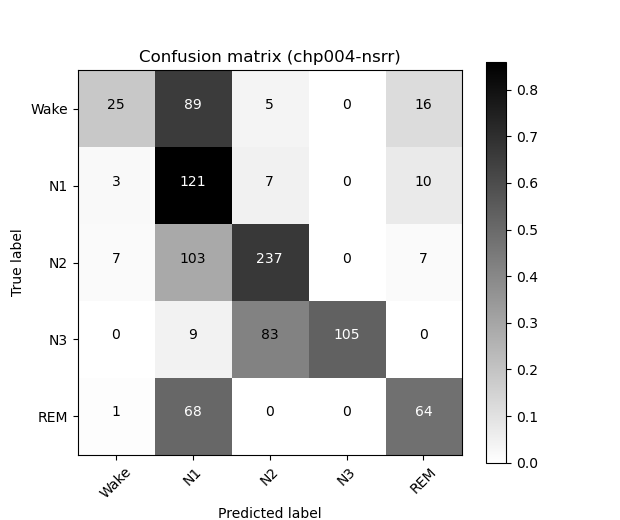 Confusion matrix (chp004-nsrr)
Wake 25 89 5 0 16
N1 3 121 7 0 10
N2 7 103 237 0 7
N3 0 9 83 105 0
REM 1 68 0 0 64
True label
Wake N1 N2 N3 REM
Predicted label
0.8
0.7
0.6
0.5
0.4
0.3
0.2
0.1
0.0